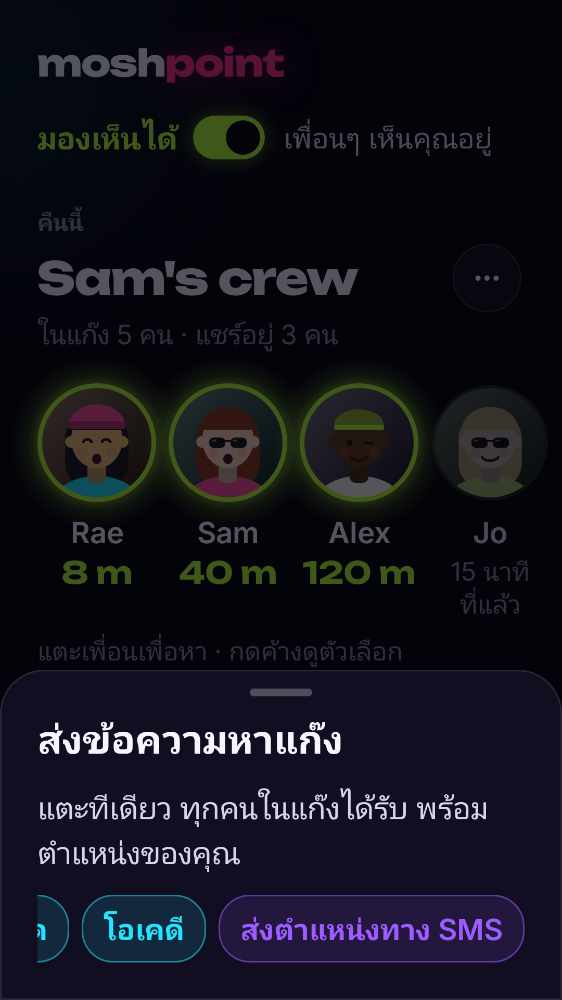 moshpoint
มองเห็นได้ เพื่อนๆ เห็นคุณอยู่
คืนนี้
Sam's crew
ในแก๊ง 5 คน · แชร์อยู่ 3 คน
Rae Sam Alex Jo
8 m 40 m 120 m 15 นาที
ที่แล้ว
แตะเพื่อนเพื่อหา · กดค้างดูตัวเลือก
ส่งข้อความหาแก๊ง
แตะทีเดียว ทุกคนในแก๊งได้รับ พร้อม
ตำแหน่งของคุณ
โอเคดี ส่งตำแหน่งทาง SMS